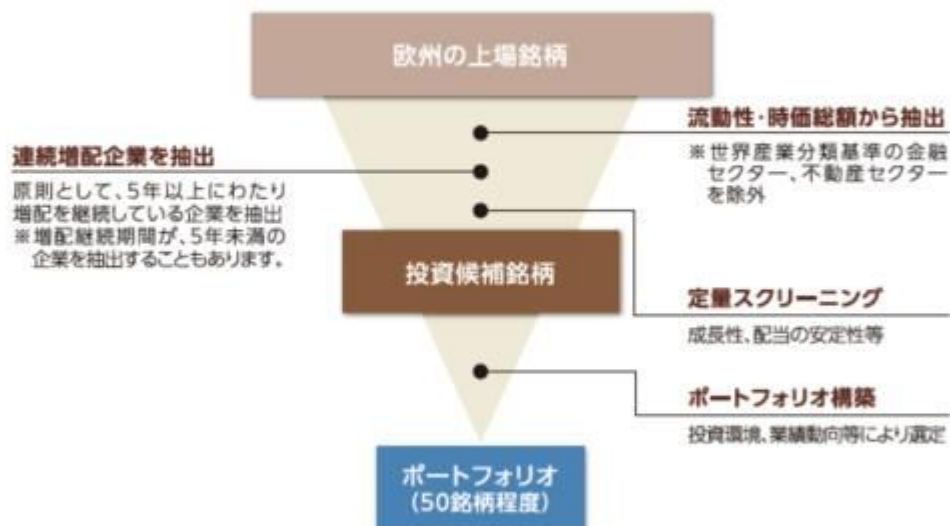 欧州の上場銘柄
流動性・時価総額から抽出
※世界産業分類基準の金融
セクター、不動産セクター
を除外
連続増配企業を抽出
原則として、5年以上にわたり
増配を継続している企業を抽出
※増配継続期間が、5年未満の
企業を抽出することもあります。
投資候補銘柄
定量スクリーニング
成長性、配当の安定性等
ポートフォリオ構築
投資環境、業績動向等により選定
ポートフォリオ
(50銘柄程度)